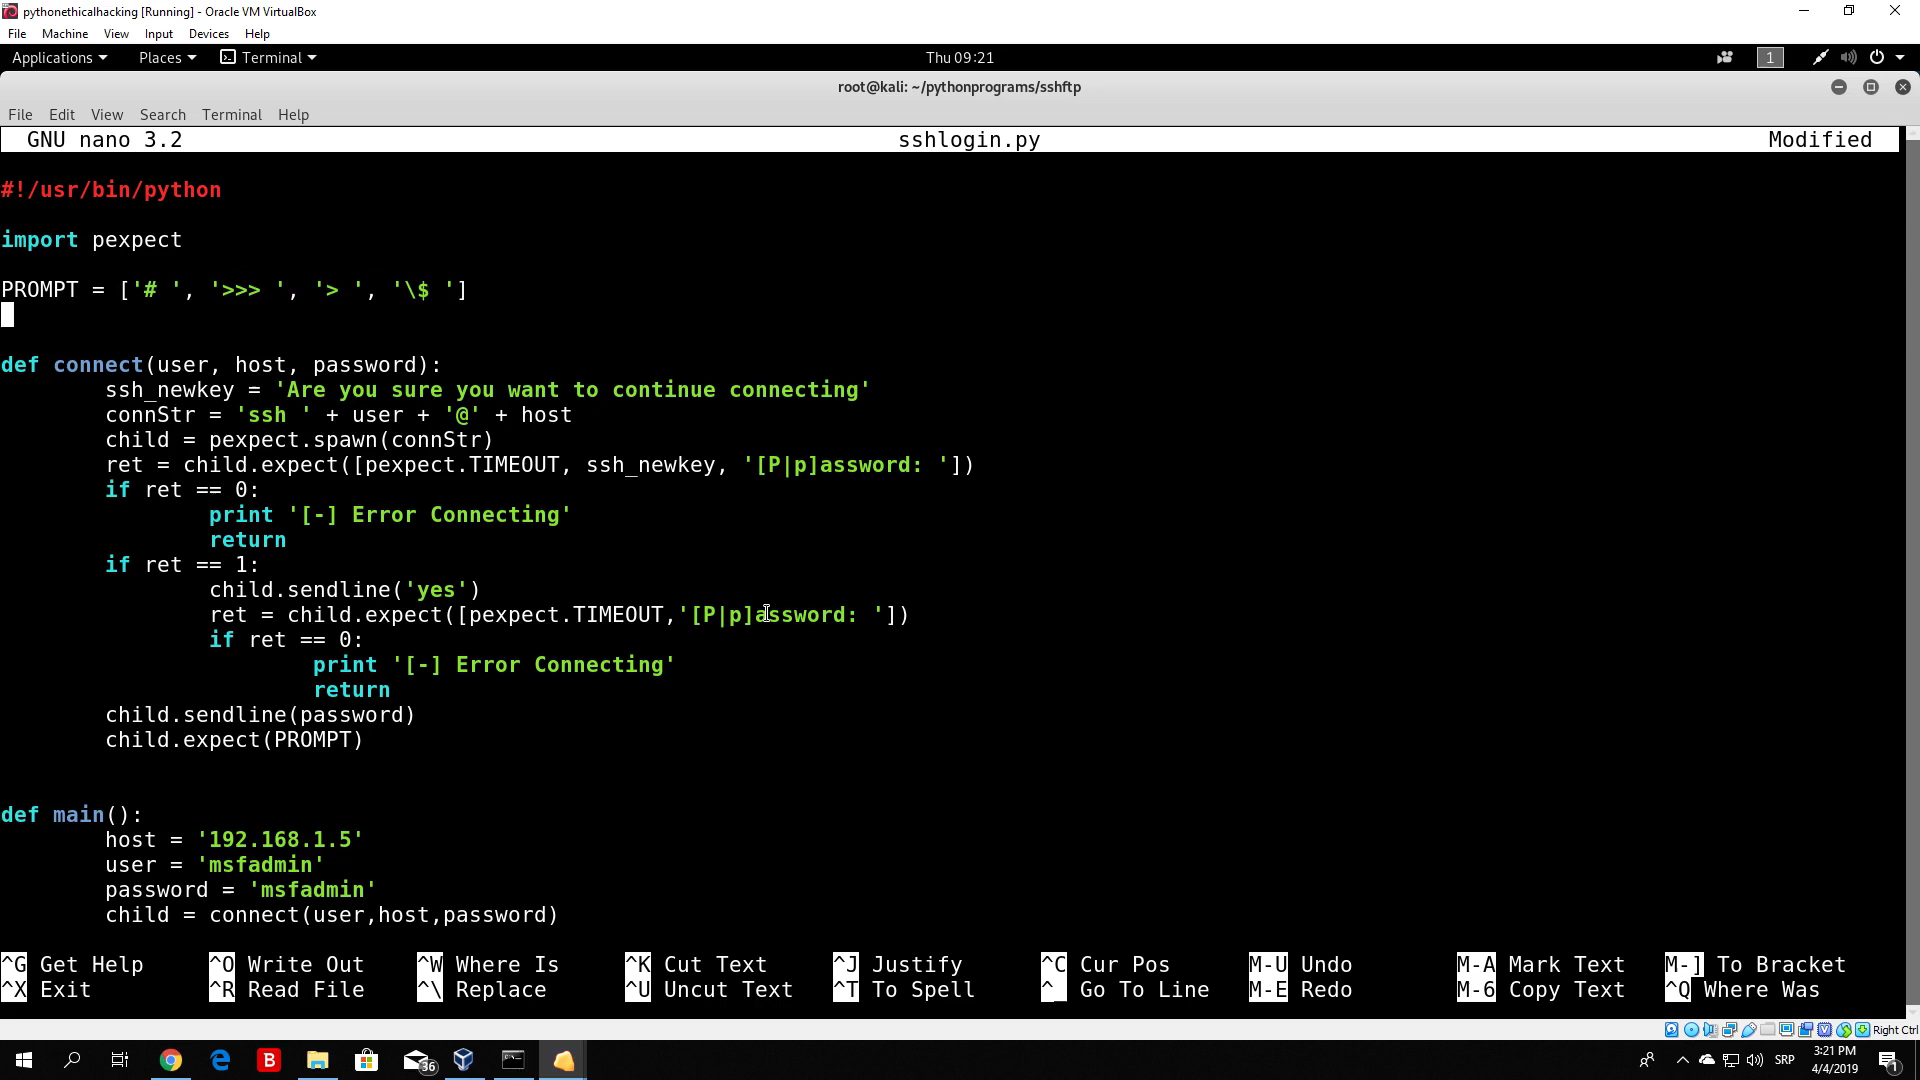 pythonethicalhacking [Running] - Oracle VM VirtualBox
File Machine View Input Devices Help
Applications Places Terminal Thu 09:21 1
root@kali: ~/pythonprograms/sshftp
File Edit View Search Terminal Help
GNU nano 3.2 sshlogin.py Modified
#!/usr/bin/python
import pexpect
PROMPT = ['# ', '>>> ', '> ', '\$ ']
def connect(user, host, password):
ssh_newkey = 'Are you sure you want to continue connecting'
connStr = 'ssh ' + user + '@' + host
child = pexpect.spawn(connStr)
ret = child.expect([pexpect.TIMEOUT, ssh_newkey, '[P|p]assword: '])
if ret == 0:
print '[-] Error Connecting'
return
if ret == 1:
child.sendline('yes')
ret = child.expect([pexpect.TIMEOUT,'[P|p]assword: '])
if ret == 0:
print '[-] Error Connecting'
return
child.sendline(password)
child.expect(PROMPT)
def main():
host = '192.168.1.5'
user = 'msfadmin'
password = 'msfadmin'
child = connect(user,host,password)
^G Get Help ^O Write Out ^W Where Is ^K Cut Text ^J Justify ^C Cur Pos M-U Undo M-A Mark Text M-] To Bracket
^X Exit ^R Read File ^\ Replace ^U Uncut Text ^T To Spell ^_ Go To Line M-E Redo M-6 Copy Text ^Q Where Was
Right Ctrl
B 36 SRP 3:21 PM
4/4/2019 1